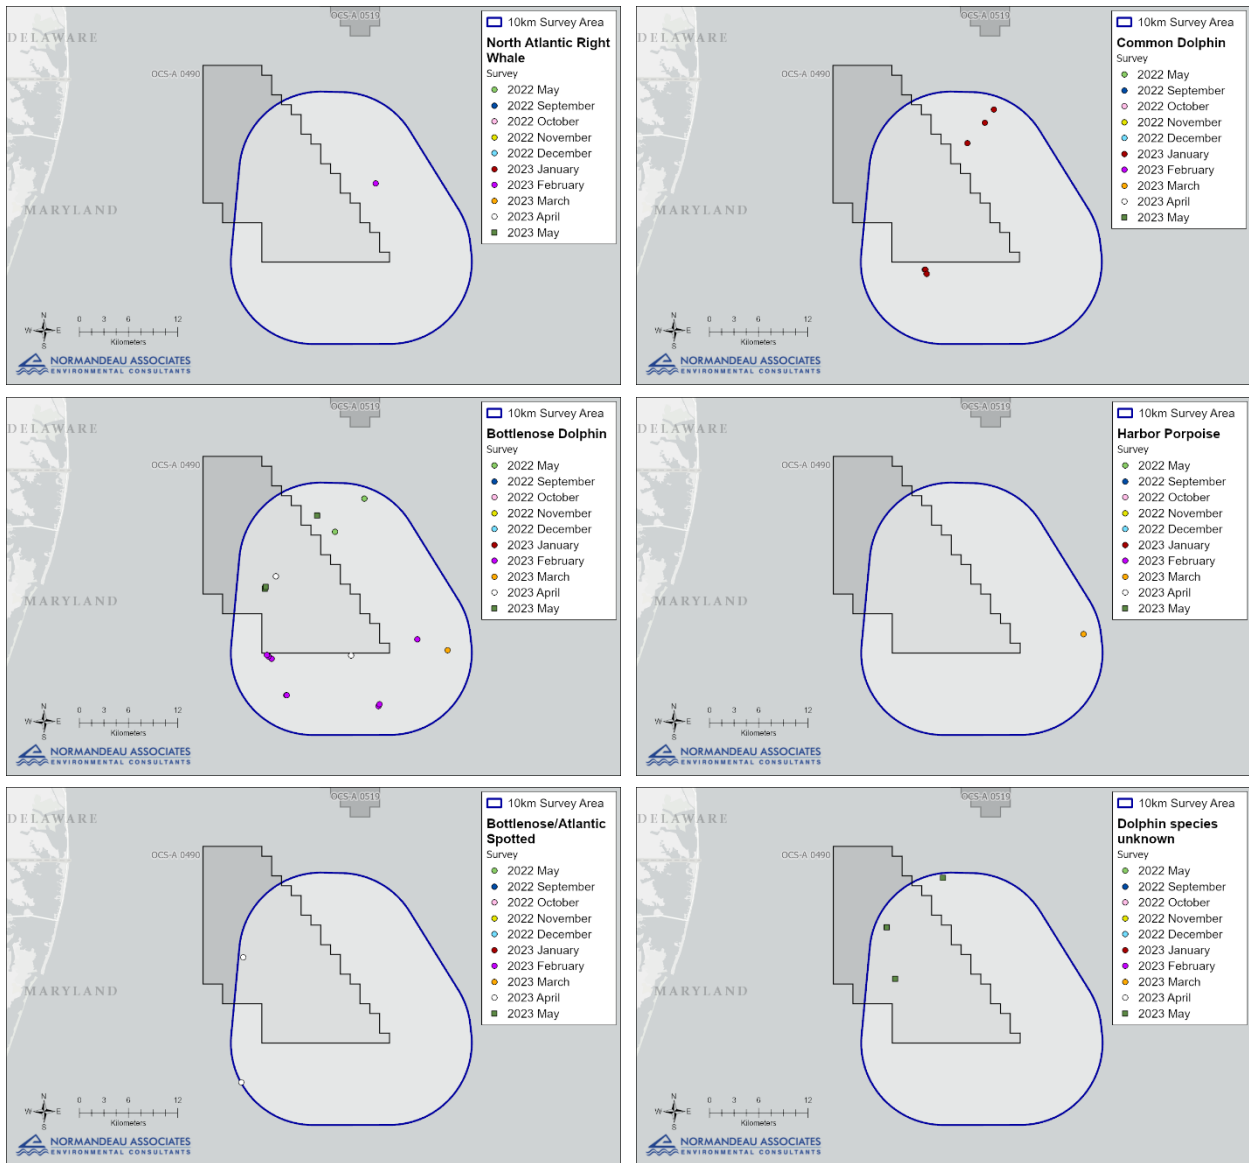 DELAWARE
MARYLAND
OCS-A 0519
OCS-A 0490
10km Survey Area
North Atlantic Right
Whale
Survey
2022 May
2022 September
2022 October
2022 November
2022 December
2023 January
2023 February
2023 March
2023 April
2023 May
N
W E
S
0 3 6 12
Kilometers
NORMANDEAU ASSOCIATES
ENVIRONMENTAL CONSULTANTS
DELAWARE
MARYLAND
OCS-A 0519
OCS-A 0490
10km Survey Area
Common Dolphin
Survey
2022 May
2022 September
2022 October
2022 November
2022 December
2023 January
2023 February
2023 March
2023 April
2023 May
N
W E
S
0 3 6 12
Kilometers
NORMANDEAU ASSOCIATES
ENVIRONMENTAL CONSULTANTS
DELAWARE
MARYLAND
OCS-A 0519
OCS-A 0490
10km Survey Area
Bottlenose Dolphin
Survey
2022 May
2022 September
2022 October
2022 November
2022 December
2023 January
2023 February
2023 March
2023 April
2023 May
N
W E
S
0 3 6 12
Kilometers
NORMANDEAU ASSOCIATES
ENVIRONMENTAL CONSULTANTS
DELAWARE
MARYLAND
OCS-A 0519
OCS-A 0490
10km Survey Area
Harbor Porpoise
Survey
2022 May
2022 September
2022 October
2022 November
2022 December
2023 January
2023 February
2023 March
2023 April
2023 May
N
W E
S
0 3 6 12
Kilometers
NORMANDEAU ASSOCIATES
ENVIRONMENTAL CONSULTANTS
DELAWARE
MARYLAND
OCS-A 0519
OCS-A 0490
10km Survey Area
Bottlenose/Atlantic
Spotted
Survey
2022 May
2022 September
2022 October
2022 November
2022 December
2023 January
2023 February
2023 March
2023 April
2023 May
N
W E
S
0 3 6 12
Kilometers
NORMANDEAU ASSOCIATES
ENVIRONMENTAL CONSULTANTS
DELAWARE
MARYLAND
OCS-A 0519
OCS-A 0490
10km Survey Area
Dolphin species
unknown
Survey
2022 May
2022 September
2022 October
2022 November
2022 December
2023 January
2023 February
2023 March
2023 April
2023 May
N
W E
S
0 3 6 12
Kilometers
NORMANDEAU ASSOCIATES
ENVIRONMENTAL CONSULTANTS